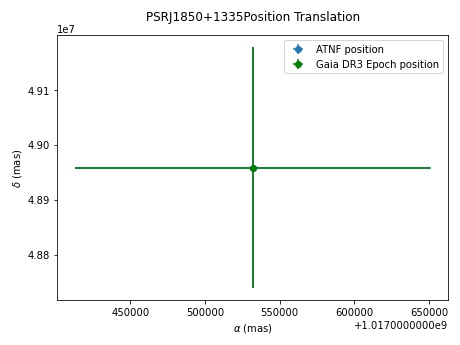 PSRJ1850+1335Position Translation
1e7
ATNF position
Gaia DR3 Epoch position
4.91
4.90
4.89
4.88
δ (mas)
450000 500000 550000 600000 650000
+1.0170000000e9
α (mas)